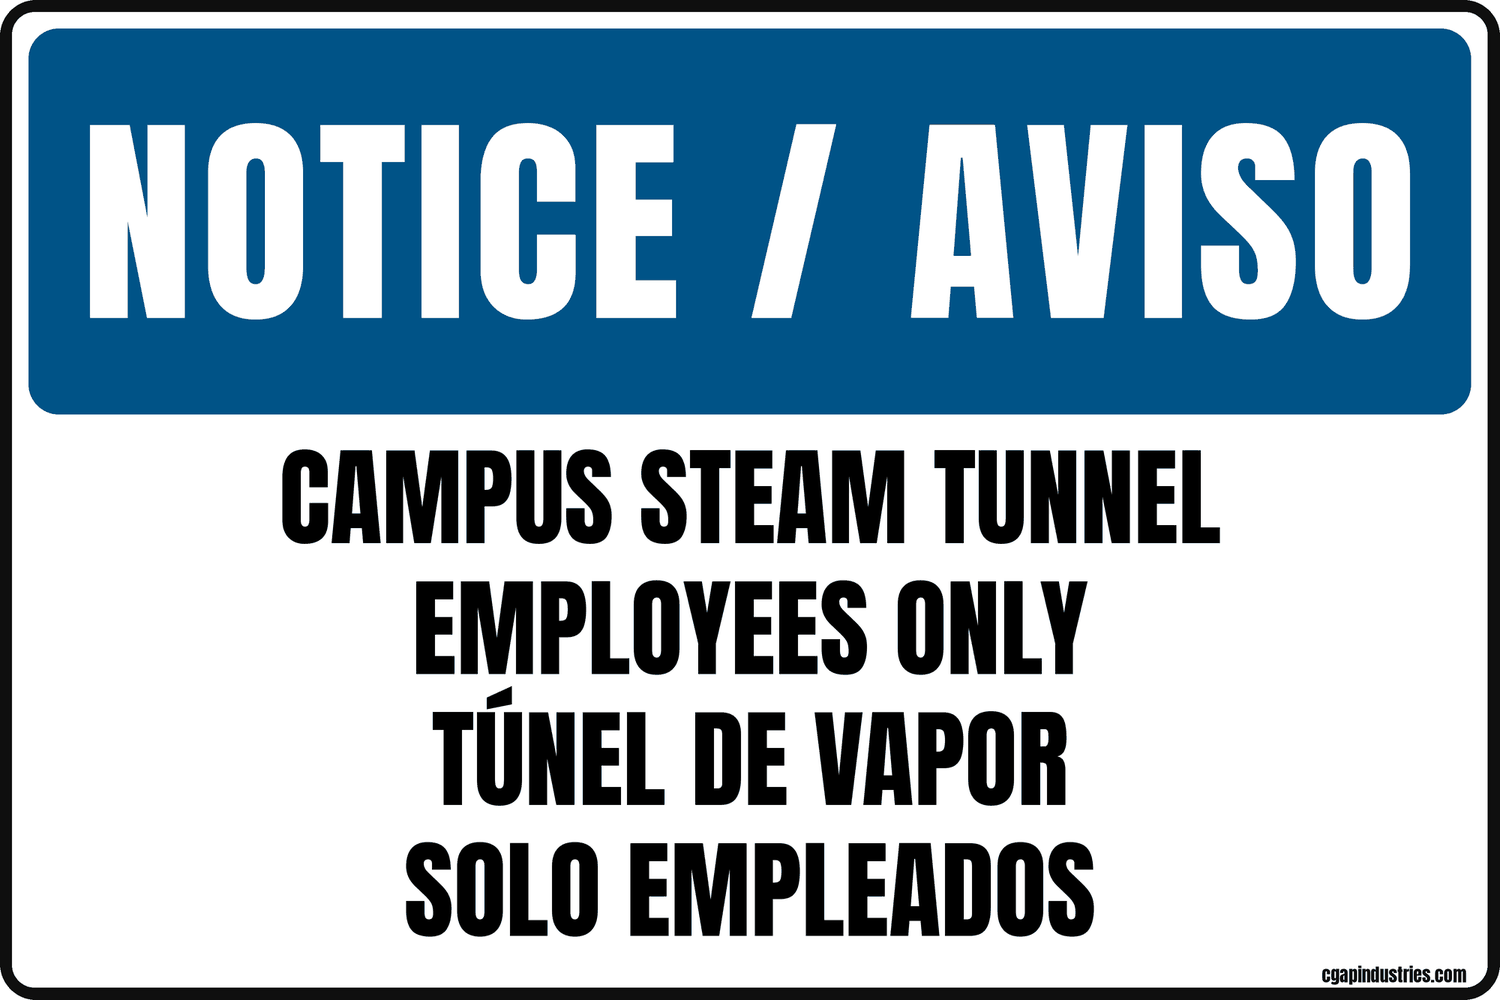 NOTICE / AVISO
CAMPUS STEAM TUNNEL
EMPLOYEES ONLY
TÚNEL DE VAPOR
SOLO EMPLEADOS
cgapindustries.com